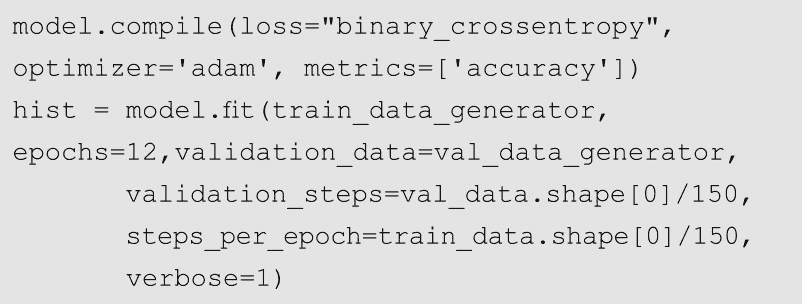 model.compile(loss="binary_crossentropy",
optimizer='adam', metrics=['accuracy'])
hist = model.fit(train_data_generator,
epochs=12,validation_data=val_data_generator,
validation_steps=val_data.shape[0]/150,
steps_per_epoch=train_data.shape[0]/150,
verbose=1)